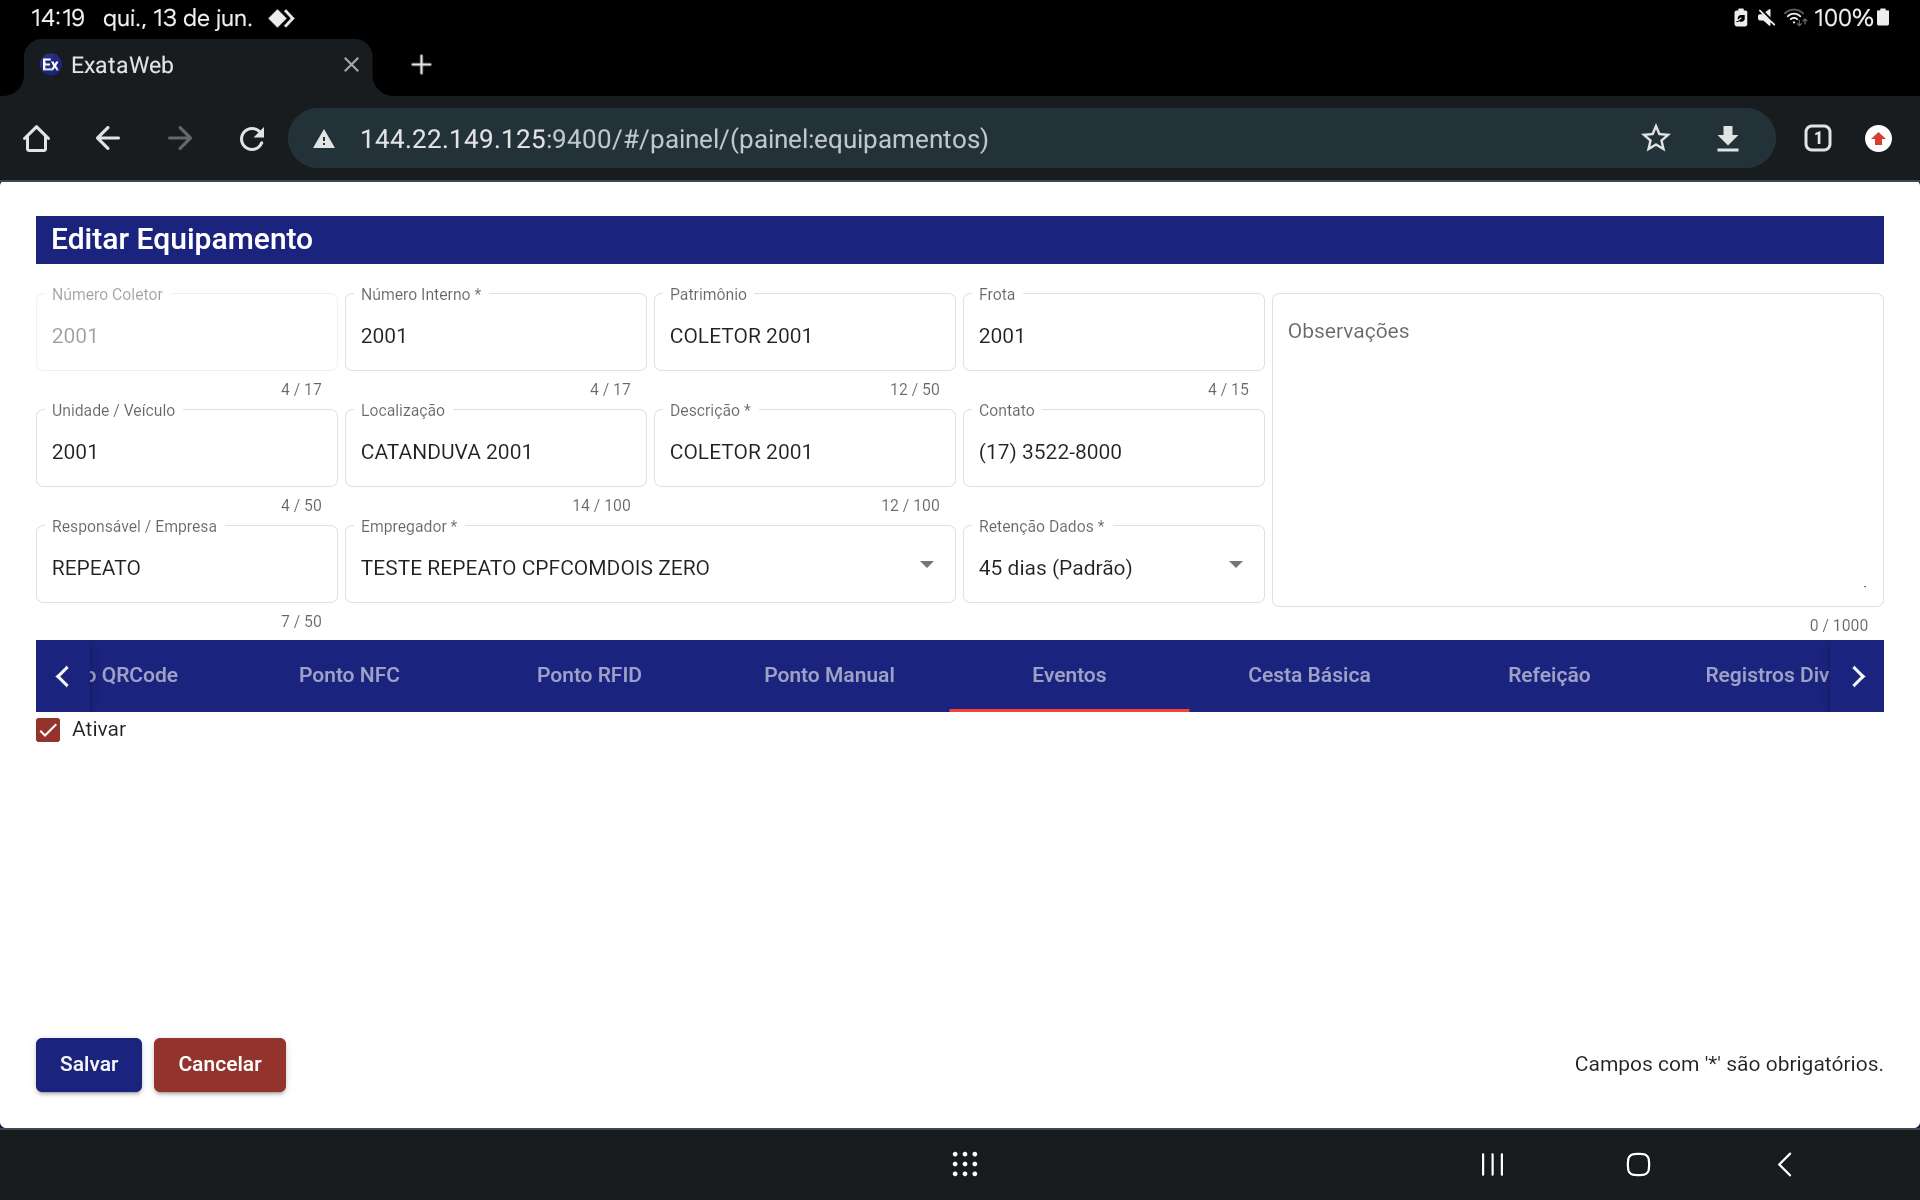 14:19 qui., 13 de jun.
100%
Ex ExataWeb
144.22.149.125:9400/#/painel/(painel:equipamentos)
1
Editar Equipamento
Número Coletor
2001
4 / 17
Número Interno *
2001
4 / 17
Patrimônio
COLETOR 2001
12 / 50
Frota
2001
4 / 15
Observações
0 / 1000
Unidade / Veículo
2001
4 / 50
Localização
CATANDUVA 2001
14 / 100
Descrição *
COLETOR 2001
12 / 100
Contato
(17) 3522-8000
Responsável / Empresa
REPEATO
7 / 50
Empregador *
TESTE REPEATO CPFCOMDOIS ZERO
Retenção Dados *
45 dias (Padrão)
o QRCode
Ponto NFC
Ponto RFID
Ponto Manual
Eventos
Cesta Básica
Refeição
Registros Div
Ativar
Salvar
Cancelar
Campos com '*' são obrigatórios.